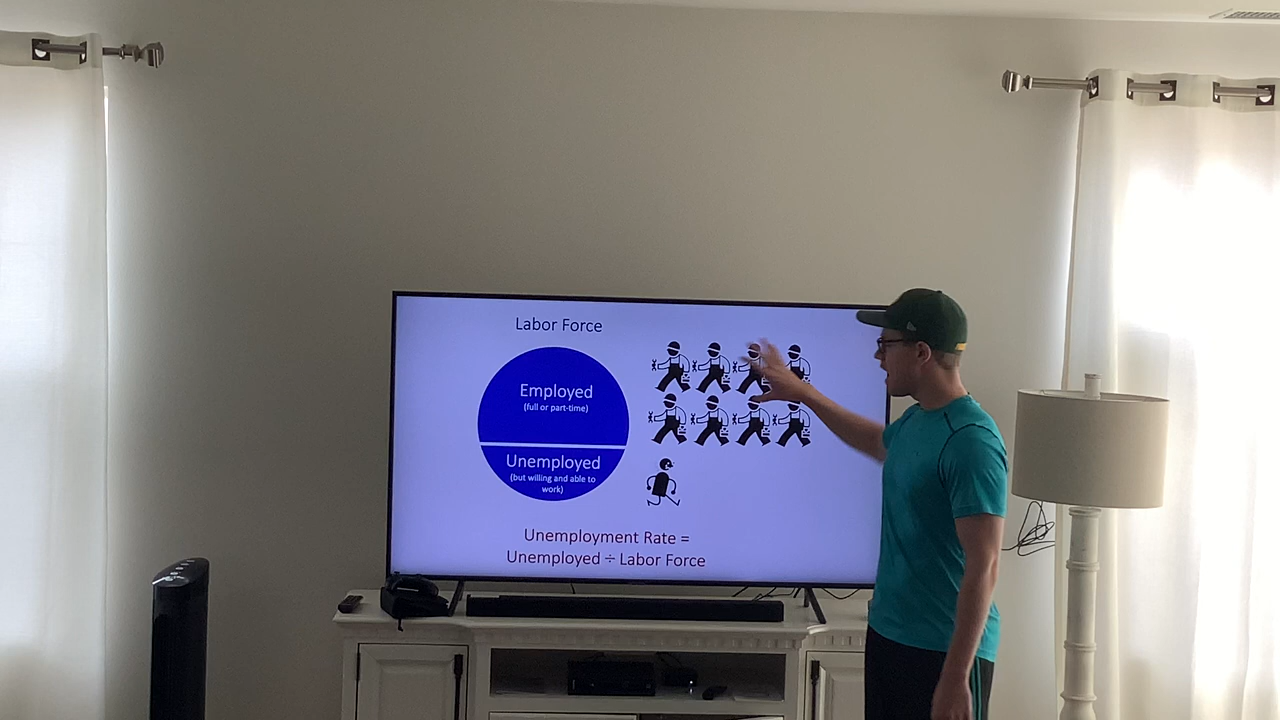 Labor Force
Employed
(full or part-time)
Unemployed
(but willing and able to
work)
Unemployment Rate =
Unemployed ÷ Labor Force